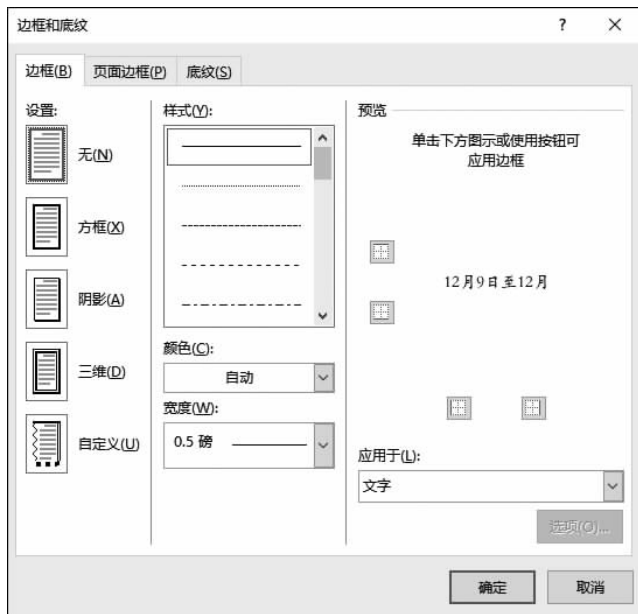 边框和底纹 ?
边框(B) 页面边框(P) 底纹(S)
设置:
无(N)
方框(X)
阴影(A)
三维(D)
自定义(U)
样式(Y):
颜色(C):
自动
宽度(W):
0.5 磅
预览
单击下方图示或使用按钮可
应用边框
12月9日至12月
应用于(L):
文字
选项(O)...
确定 取消